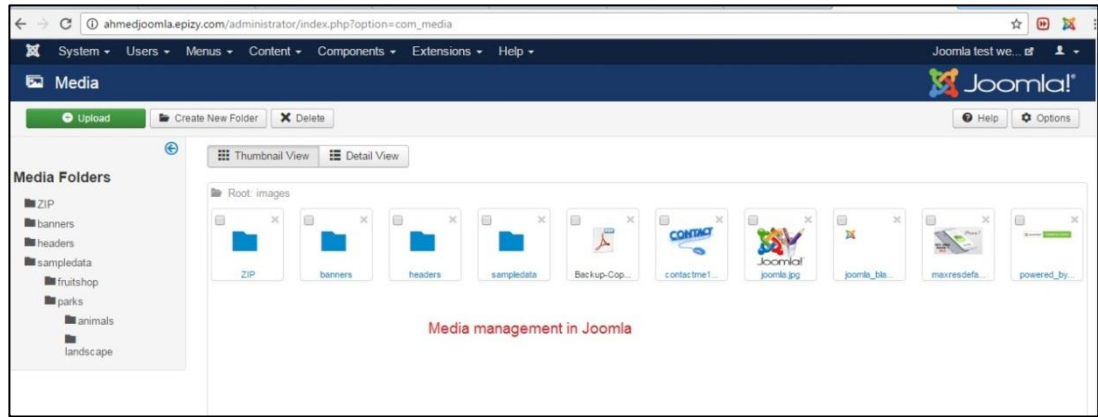 ahmedjoomla.epizy.com/administrator/index.php?option=com_media
System Users Menus Content Components Extensions Help Joomla test we...
Media Joomla!
Upload Create New Folder Delete Help Options
Thumbnail View Detail View
Media Folders
Root: images
ZIP
banners
headers
sampledata
fruitshop
parks
animals
landscape
CONTACT
Joomla!
ZIP banners headers sampledata Backup-Cop... contactme1... joomla.jpg joomla_bla... maxresdefa... powered_by...
Media management in Joomla